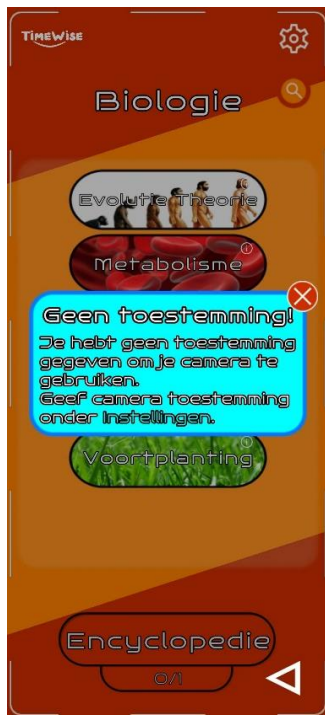 TimeWise
Biologie
Evolutie Theorie
Metabolisme
Geen toestemming!
Je hebt geen toestemming
gegeven om je camera te
gebruiken.
Geef camera toestemming
onder Instellingen.
Voortplanting
Encyclopedie
0/1